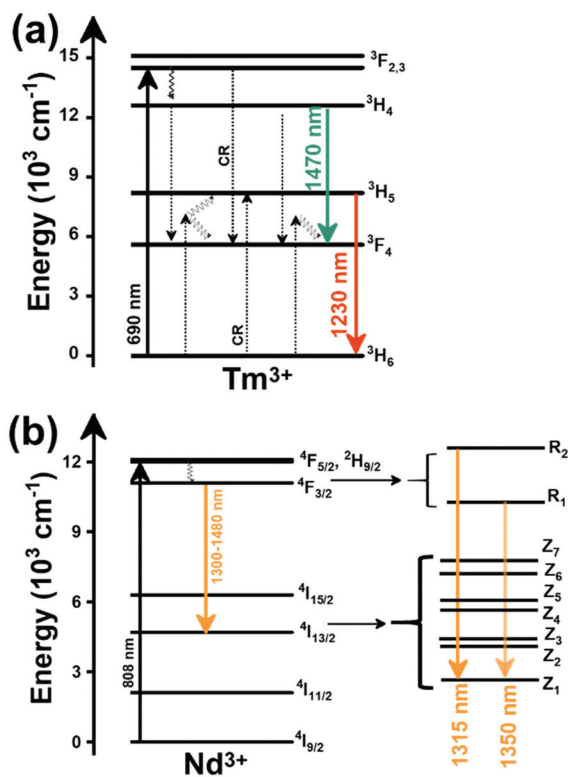 (a)
Energy (10³ cm⁻¹)
15
12
9
6
3
0
³F₂,₃
³H₄
³H₅
³F₄
³H₆
690 nm
CR
CR
1470 nm
1230 nm
Tm³⁺
(b)
Energy (10³ cm⁻¹)
12
9
6
3
0
⁴F₅/₂, ²H₉/₂
⁴F₃/₂
⁴I₁₅/₂
⁴I₁₃/₂
⁴I₁₁/₂
⁴I₉/₂
808 nm
1300-1480 nm
Nd³⁺
R₂
R₁
Z₇
Z₆
Z₅
Z₄
Z₃
Z₂
Z₁
1315 nm
1350 nm